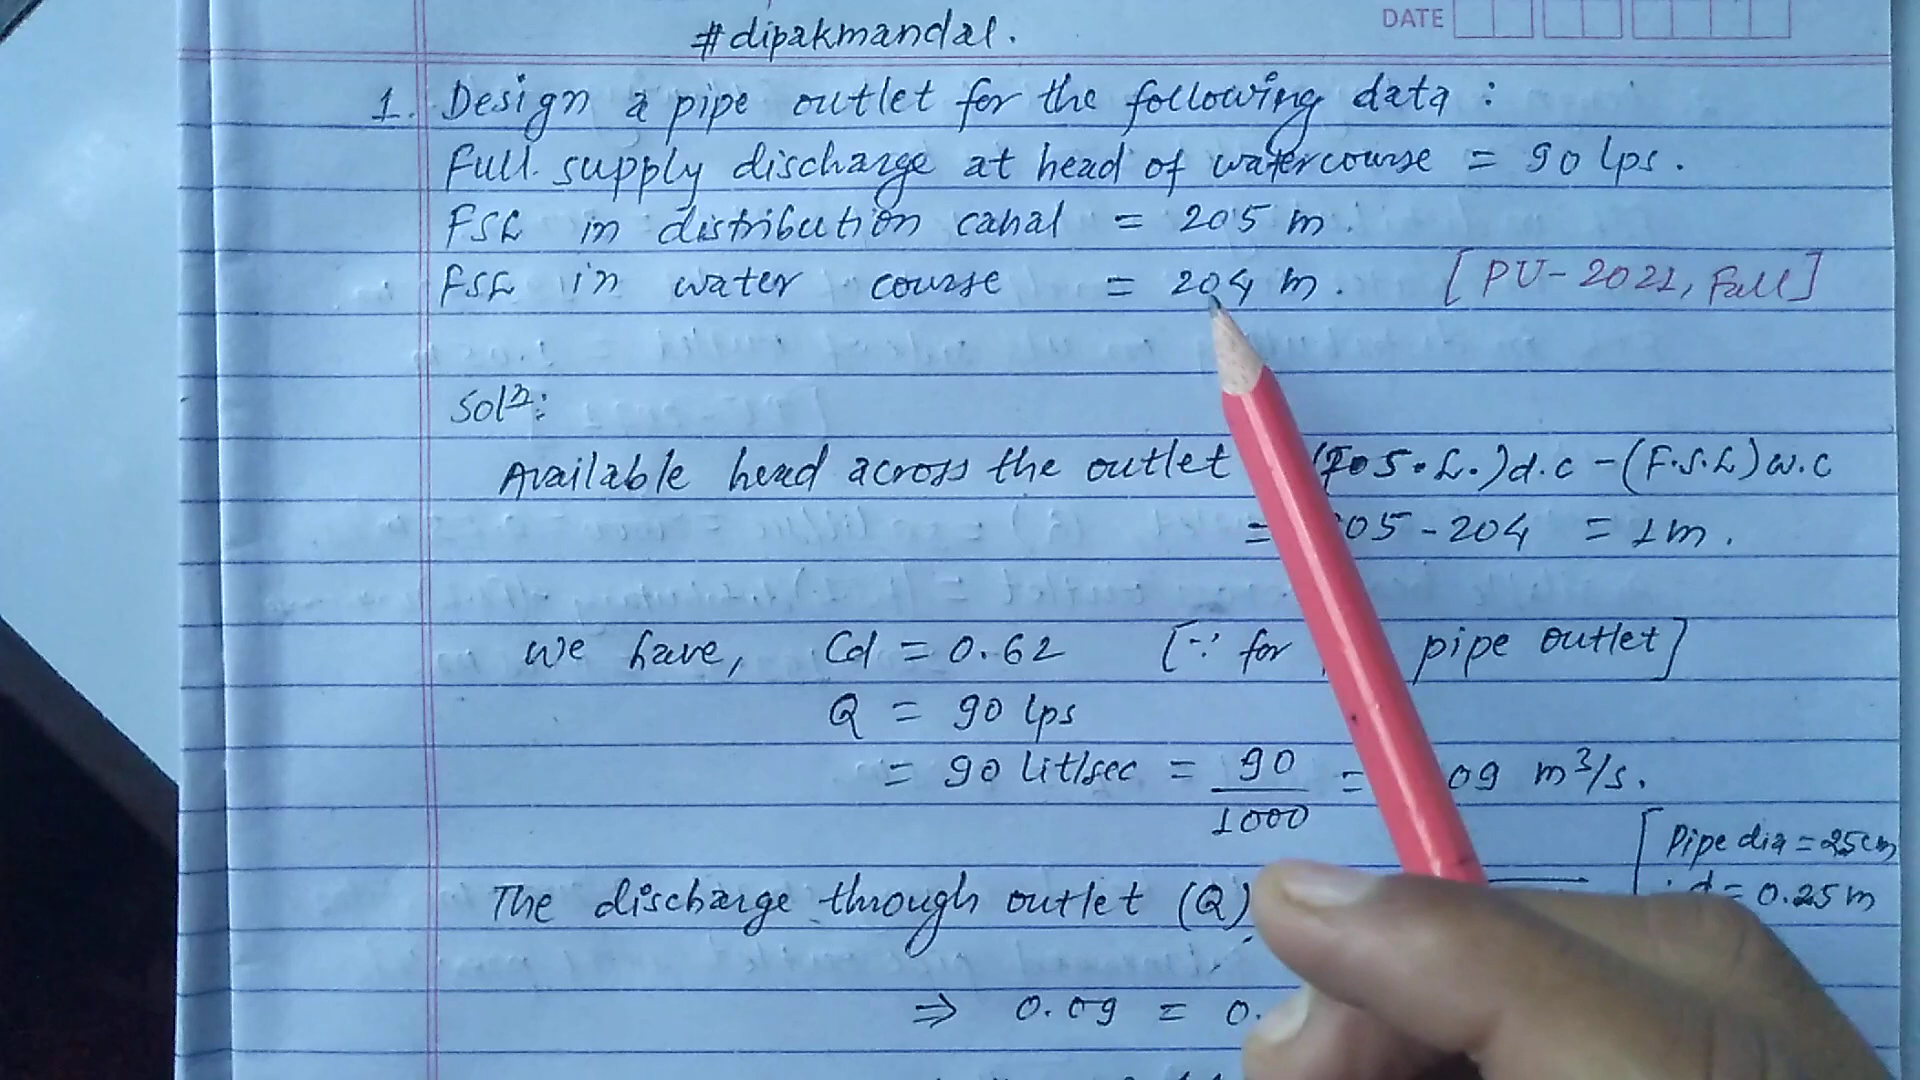 #dipakmandal.
DATE
1. Design a pipe outlet for the following data :
Full supply discharge at head of watercourse = 90 lps.
FSL in distribution canal = 205 m.
FSL in water course = 204 m. [PU-2021, Fall]
Solⁿ:
Available head across the outlet (F.S.L.)d.c - (F.S.L)w.c
= 05 - 204 = 1m.
we have, Cd = 0.62 [∵ for pipe outlet]
Q = 90 lps
= 90 lit/sec = 90/1000 = 09 m³/s.
[Pipe dia = 25cm
The discharge through outlet (Q) d = 0.25m
⇒ 0.09 = 0.